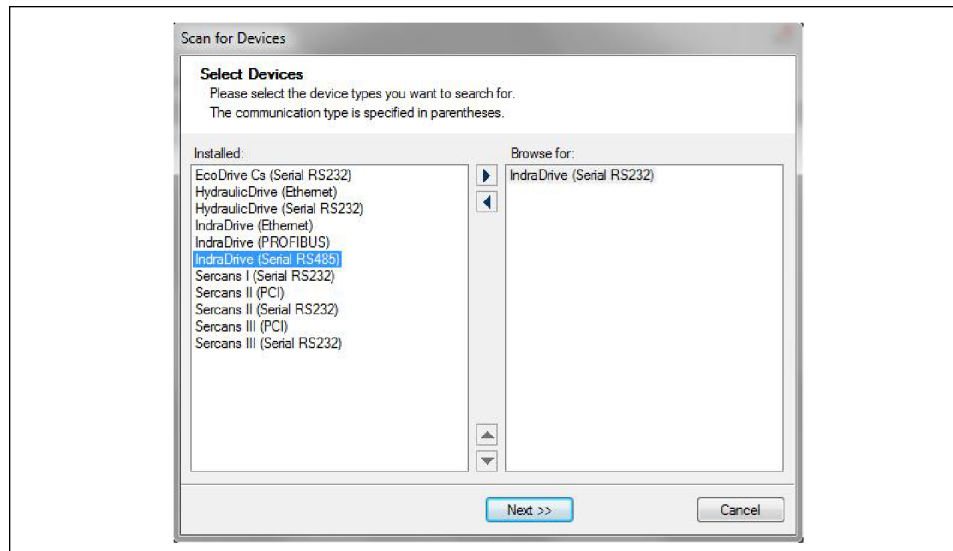 Scan for Devices
Select Devices
Please select the device types you want to search for.
The communication type is specified in parentheses.
Installed:
EcoDrive Cs (Serial RS232)
HydraulicDrive (Ethernet)
HydraulicDrive (Serial RS232)
IndraDrive (Ethernet)
IndraDrive (PROFIBUS)
IndraDrive (Serial RS485)
Sercans I (Serial RS232)
Sercans II (PCI)
Sercans II (Serial RS232)
Sercans III (PCI)
Sercans III (Serial RS232)
Browse for:
IndraDrive (Serial RS232)
Next >>
Cancel